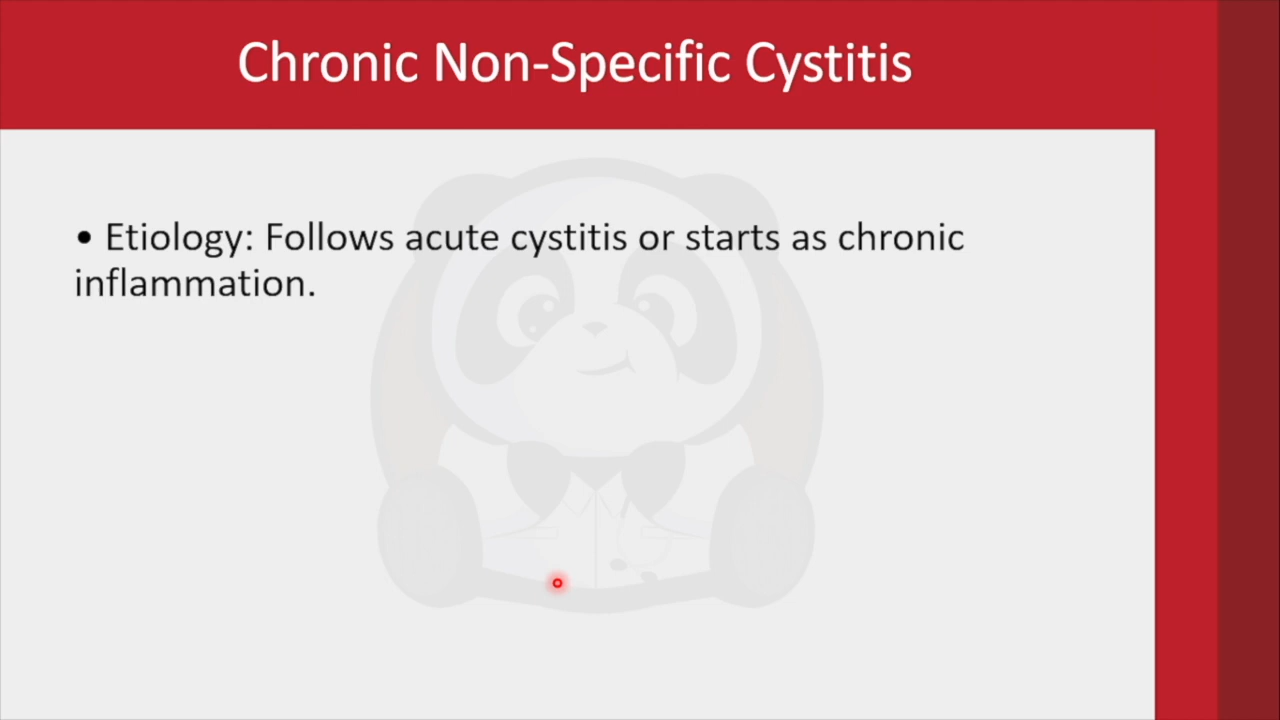 Chronic Non-Specific Cystitis
• Etiology: Follows acute cystitis or starts as chronic
inflammation.